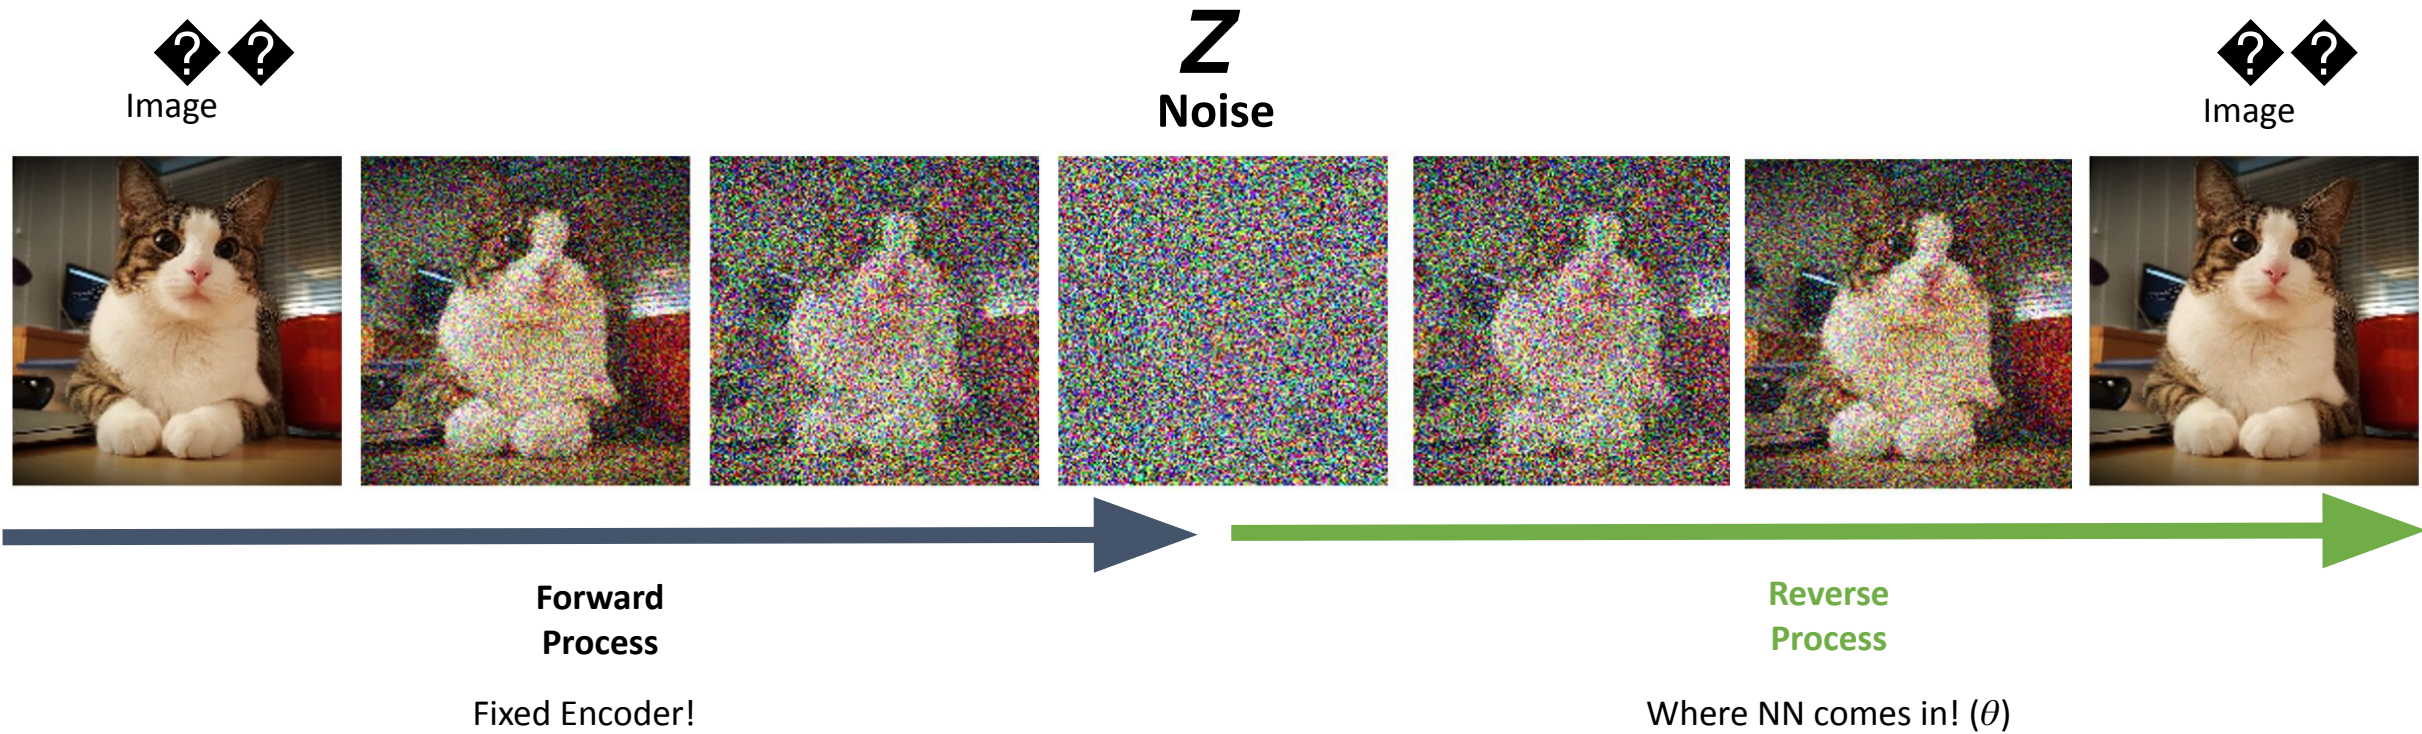 �� Z ��
Image Noise Image
Forward
Process
Reverse
Process
Fixed Encoder! Where NN comes in! (θ)